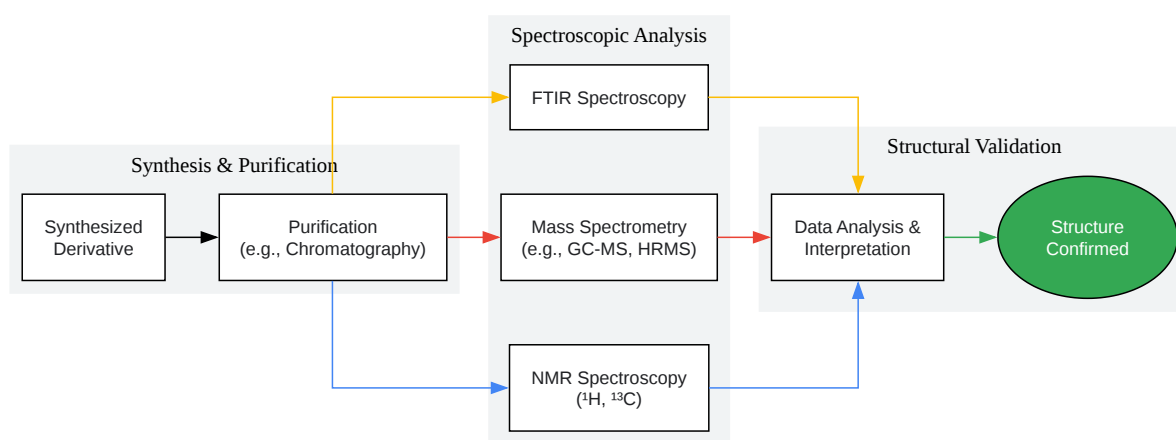 Spectroscopic Analysis
FTIR Spectroscopy
Synthesis & Purification
Structural Validation
Synthesized
Derivative
Purification
(e.g., Chromatography)
Mass Spectrometry
(e.g., GC-MS, HRMS)
Data Analysis &
Interpretation
Structure
Confirmed
NMR Spectroscopy
(¹H, ¹³C)